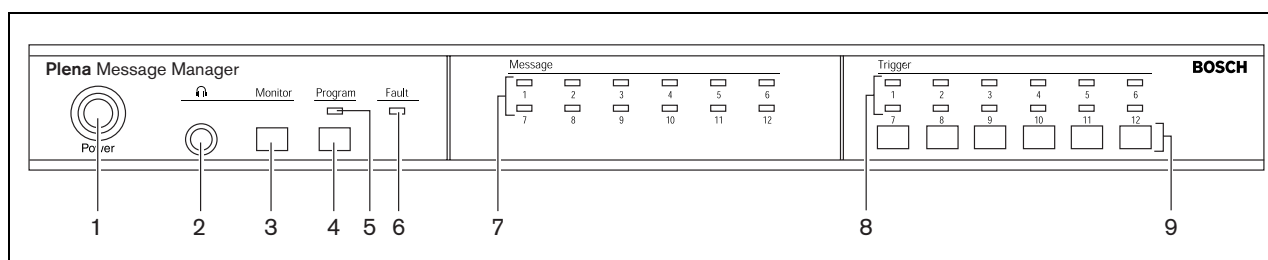 Plena Message Manager
Monitor Program Fault
Power
Message
1 2 3 4 5 6
7 8 9 10 11 12
Trigger
1 2 3 4 5 6
7 8 9 10 11 12
BOSCH
1 2 3 4 5 6 7 8 9